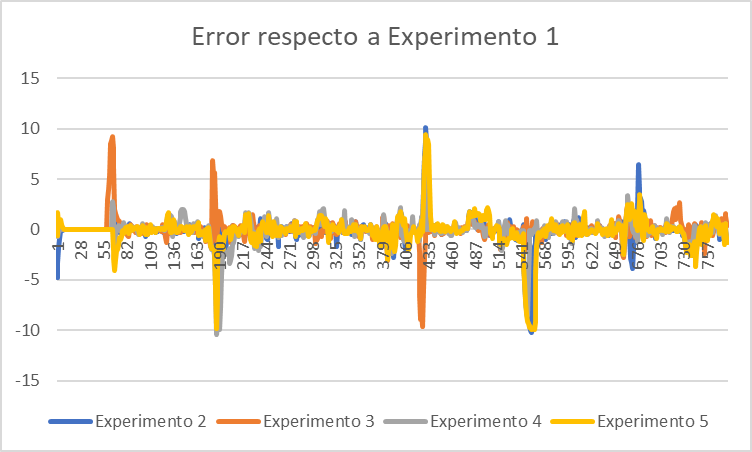 Error respecto a Experimento 1
15
10
5
0
1 28 55 82 109 136 163 190 217 244 271 298 325 352 379 406 433 460 487 514 541 568 595 622 649 676 703 730 757
-5
-10
-15
Experimento 2 Experimento 3 Experimento 4 Experimento 5